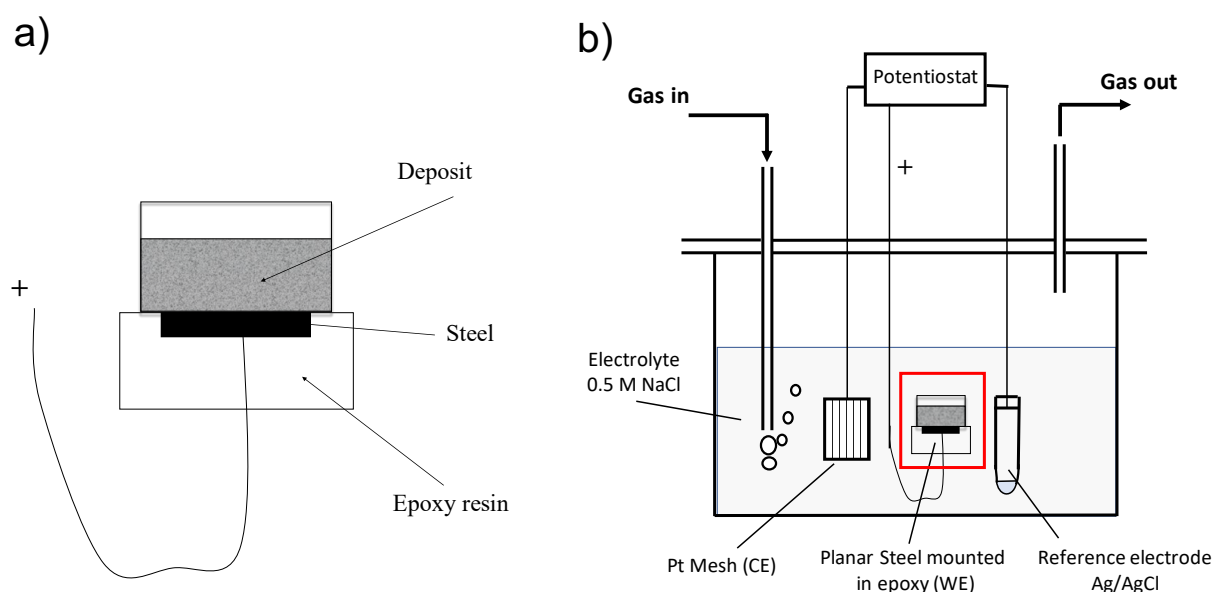 a)
Deposit
+
Steel
Epoxy resin
b)
Potentiostat
Gas in
Gas out
+
Electrolyte
0.5 M NaCl
Pt Mesh (CE)
Planar Steel mounted
in epoxy (WE)
Reference electrode
Ag/AgCl